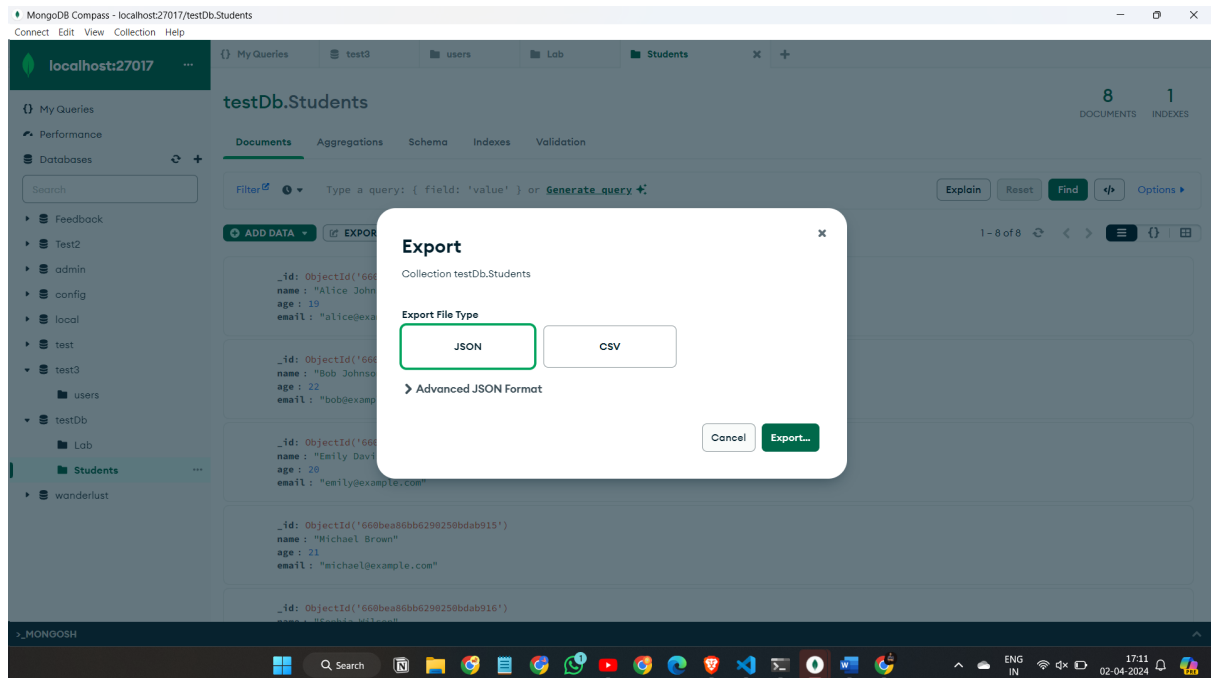 MongoDB Compass - localhost:27017/testDb.Students
Connect Edit View Collection Help
localhost:27017 ...
{} My Queries
Performance
Databases
Search
Feedback
Test2
admin
config
local
test
test3
users
testDb
Lab
Students ...
wanderlust
{} My Queries test3 users Lab Students
testDb.Students
8
DOCUMENTS
1
INDEXES
Documents Aggregations Schema Indexes Validation
Filter Type a query: { field: 'value' } or Generate query
Explain Reset Find </> Options
ADD DATA EXPOR
1 – 8 of 8 {}
_id: ObjectId('666
name : "Alice John
age : 19
email : "alice@exa
_id: ObjectId('666
name : "Bob Johnso
age : 22
email : "bob@examp
_id: ObjectId('666
name : "Emily Davi
age : 20
email : "emily@example.com"
_id: ObjectId('660bea86bb6290250bdab915')
name : "Michael Brown"
age : 21
email : "michael@example.com"
_id: ObjectId('660bea86bb6290250bdab916')
Export
Collection testDb.Students
Export File Type
JSON CSV
Advanced JSON Format
Cancel Export...
>_MONGOSH
Search
1
ENG
IN
17:11
02-04-2024
PRE